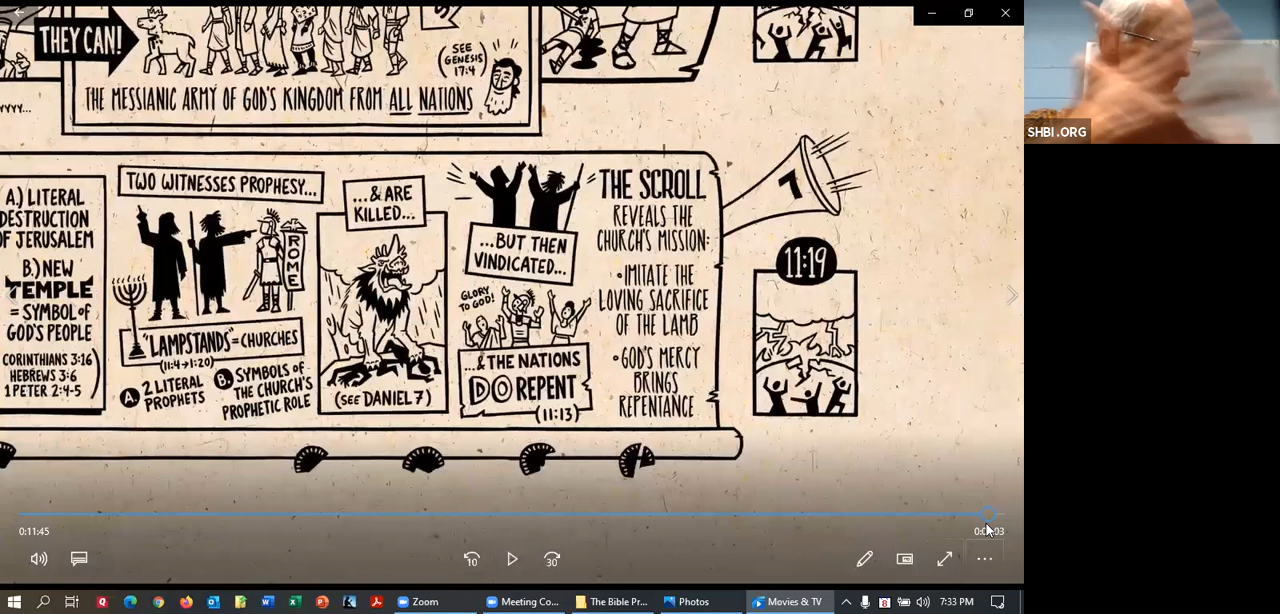 THEY CAN!
(SEE
GENESIS
17:4)
THE MESSIANIC ARMY OF GOD'S KINGDOM FROM ALL NATIONS
A.) LITERAL
DESTRUCTION
OF JERUSALEM
B.) NEW
TEMPLE
= SYMBOL OF
GOD'S PEOPLE
CORINTHIANS 3:16
HEBREWS 3:6
1 PETER 2:4-5
TWO WITNESSES PROPHESY...
ROME
"LAMPSTANDS" = CHURCHES
(11:4→1:20)
A. 2 LITERAL
PROPHETS
B. SYMBOLS OF
THE CHURCH'S
PROPHETIC ROLE
...& ARE
KILLED...
(SEE DANIEL 7)
...BUT THEN
VINDICATED...
GLORY
TO GOD!
...& THE NATIONS
DO REPENT
(11:13)
THE SCROLL
REVEALS THE
CHURCH'S MISSION:
•IMITATE THE
LOVING SACRIFICE
OF THE LAMB
•GOD'S MERCY
BRINGS
REPENTANCE
7
11:19
SHBI.ORG
0:11:45
10
30
Zoom
Meeting Co...
The Bible Pr...
Photos
Movies & TV
7:33 PM